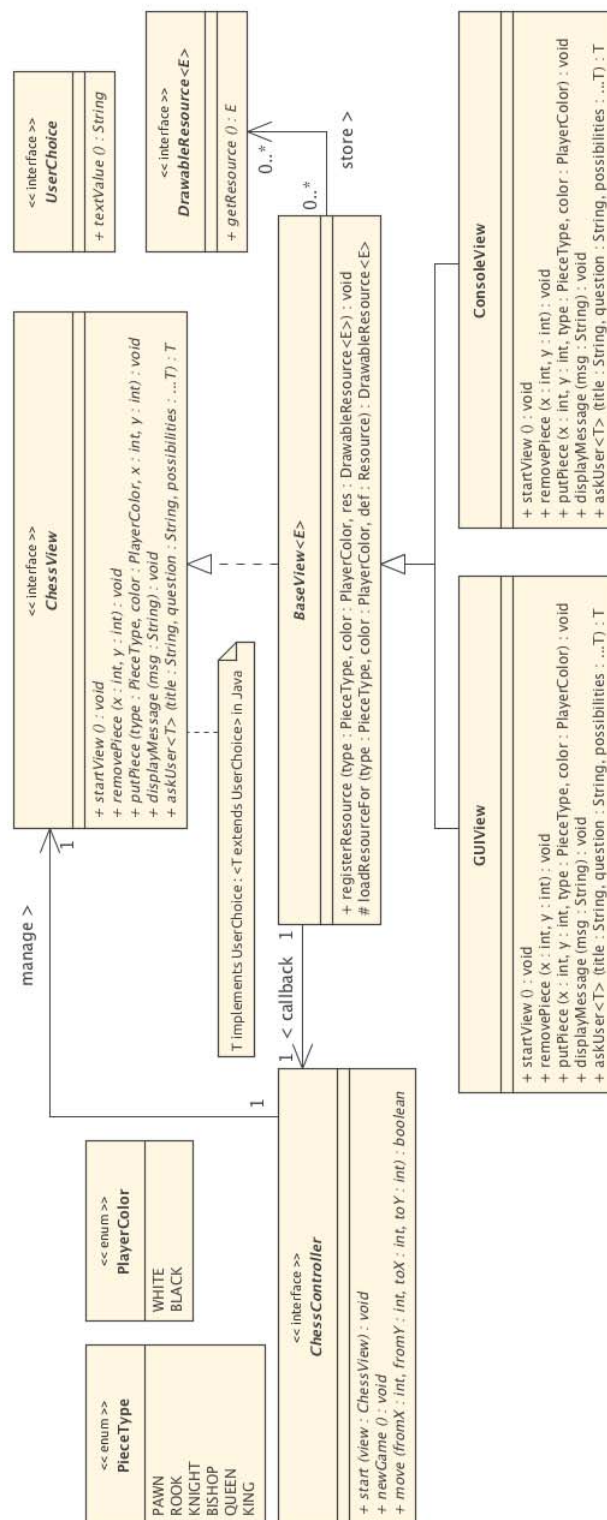 << enum >>
PieceType
PAWN
ROOK
KNIGHT
BISHOP
QUEEN
KING
<< enum >>
PlayerColor
WHITE
BLACK
manage >
1
1
<< interface >>
ChessView
+ startView () : void
+ removePiece (x : int, y : int) : void
+ putPiece (type : PieceType, color : PlayerColor, x : int, y : int) : void
+ displayMessage (msg : String) : void
+ askUser<T> (title : String, question : String, possibilities : ...T) : T
<< interface >>
UserChoice
+ textValue () : String
<< interface >>
DrawableResource<E>
+ getResource () : E
T implements UserChoice : <T extends UserChoice> in Java
0..*
0..*
store >
<< interface >>
ChessController
+ start (view : ChessView) : void
+ newGame () : void
+ move (fromX : int, fromY : int, toX : int, toY : int) : boolean
1 < callback 1
BaseView<E>
+ registerResource (type : PieceType, color : PlayerColor, res : DrawableResource<E>) : void
# loadResourceFor (type : PieceType, color : PlayerColor, def : Resource) : DrawableResource<E>
GUIView
+ startView () : void
+ removePiece (x : int, y : int) : void
+ putPiece (x : int, y : int, type : PieceType, color : PlayerColor) : void
+ displayMessage (msg : String) : void
+ askUser<T> (title : String, question : String, possibilities : ...T) : T
ConsoleView
+ startView () : void
+ removePiece (x : int, y : int) : void
+ putPiece (x : int, y : int, type : PieceType, color : PlayerColor) : void
+ displayMessage (msg : String) : void
+ askUser<T> (title : String, question : String, possibilities : ...T) : T